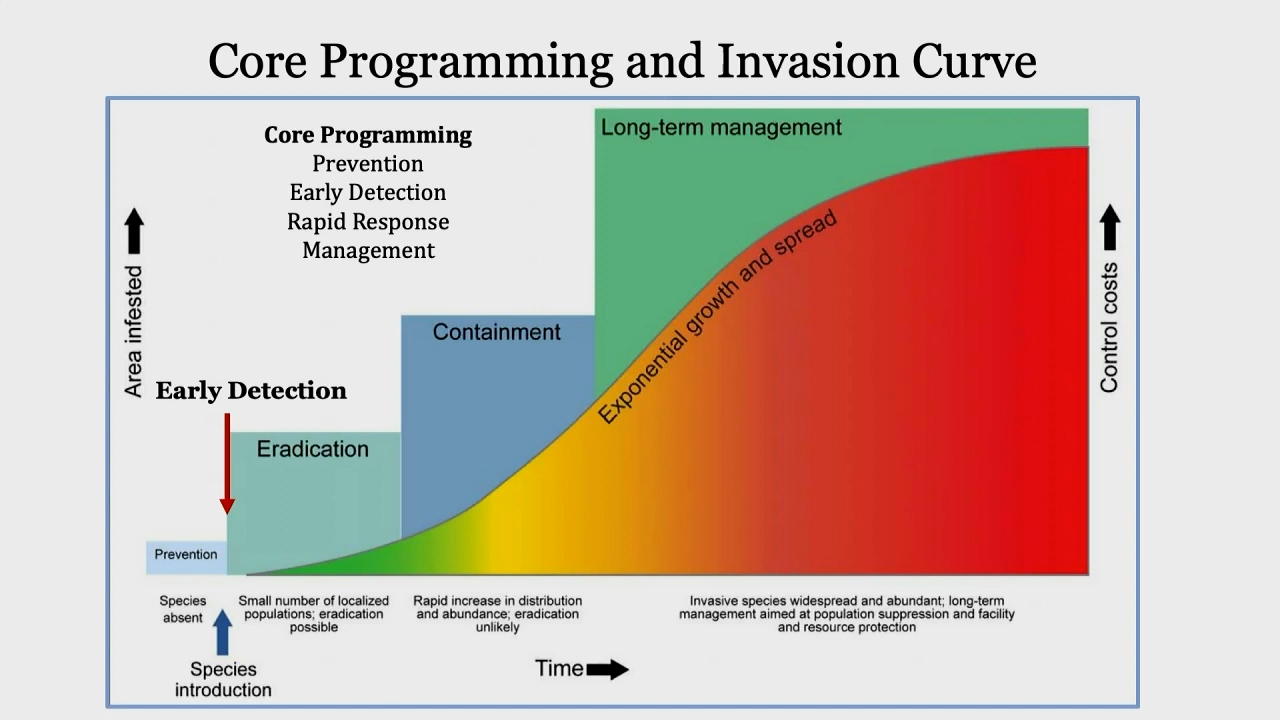 Core Programming and Invasion Curve
Core Programming
Prevention
Early Detection
Rapid Response
Management
Long-term management
Area infested
Control costs
Exponential growth and spread
Containment
Early Detection
Eradication
Prevention
Species
absent
Small number of localized
populations; eradication
possible
Rapid increase in distribution
and abundance; eradication
unlikely
Invasive species widespread and abundant; long-term
management aimed at population suppression and facility
and resource protection
Species
introduction
Time